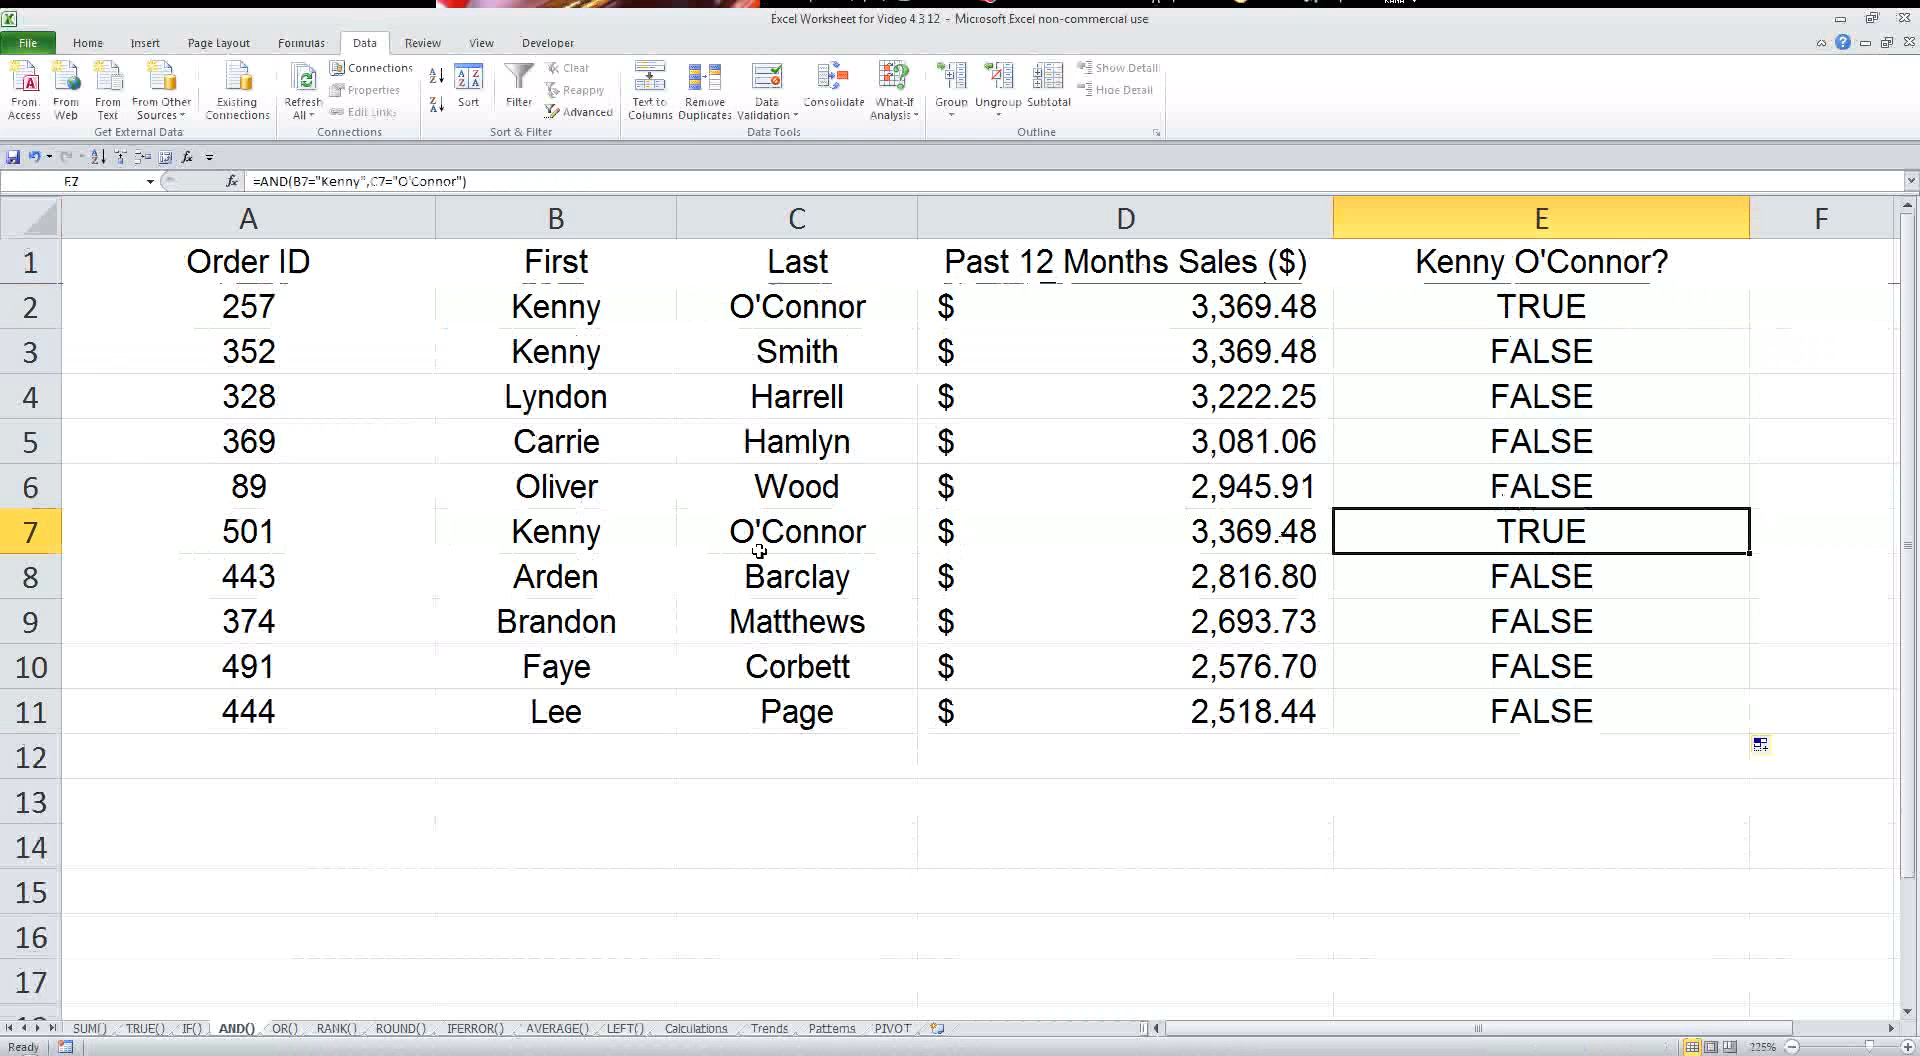 Excel Worksheet for Video 4 3 12 - Microsoft Excel non-commercial use
File Home Insert Page Layout Formulas Data Review View Developer
From Access From Web From Text From Other Sources Existing Connections Refresh All Connections Properties Edit Links Sort Filter Clear Reapply Advanced Text to Columns Remove Duplicates Data Validation Consolidate What-If Analysis Group Ungroup Subtotal Show Detail Hide Detail
Get External Data Connections Sort & Filter Data Tools Outline
E7 fx =AND(B7="Kenny",C7="O'Connor")
A B C D E F
1 Order ID First Last Past 12 Months Sales ($) Kenny O'Connor?
2 257 Kenny O'Connor $ 3,369.48 TRUE
3 352 Kenny Smith $ 3,369.48 FALSE
4 328 Lyndon Harrell $ 3,222.25 FALSE
5 369 Carrie Hamlyn $ 3,081.06 FALSE
6 89 Oliver Wood $ 2,945.91 FALSE
7 501 Kenny O'Connor $ 3,369.48 TRUE
8 443 Arden Barclay $ 2,816.80 FALSE
9 374 Brandon Matthews $ 2,693.73 FALSE
10 491 Faye Corbett $ 2,576.70 FALSE
11 444 Lee Page $ 2,518.44 FALSE
12
13
14
15
16
17
SUM() TRUE() IF() AND() OR() RANK() ROUND() IFERROR() AVERAGE() LEFT() Calculations Trends Patterns PIVOT
Ready 225%